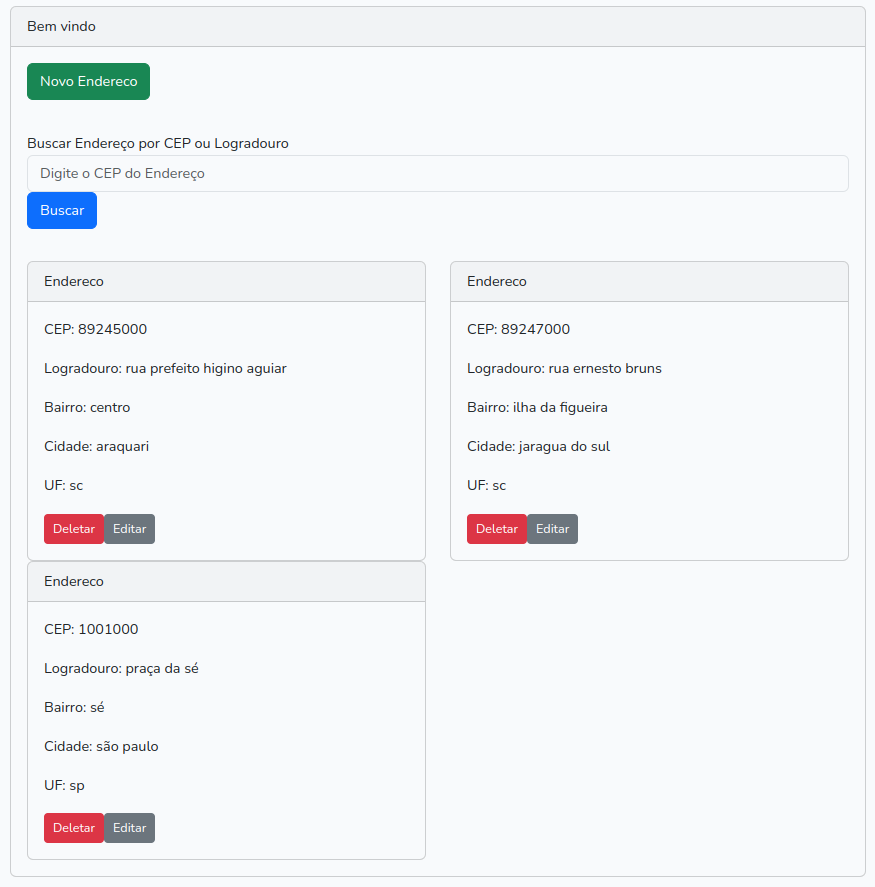 Bem vindo
Novo Endereco
Buscar Endereço por CEP ou Logradouro
Digite o CEP do Endereço
Buscar
Endereco
CEP: 89245000
Logradouro: rua prefeito higino aguiar
Bairro: centro
Cidade: araquari
UF: sc
Deletar Editar
Endereco
CEP: 89247000
Logradouro: rua ernesto bruns
Bairro: ilha da figueira
Cidade: jaragua do sul
UF: sc
Deletar Editar
Endereco
CEP: 1001000
Logradouro: praça da sé
Bairro: sé
Cidade: são paulo
UF: sp
Deletar Editar